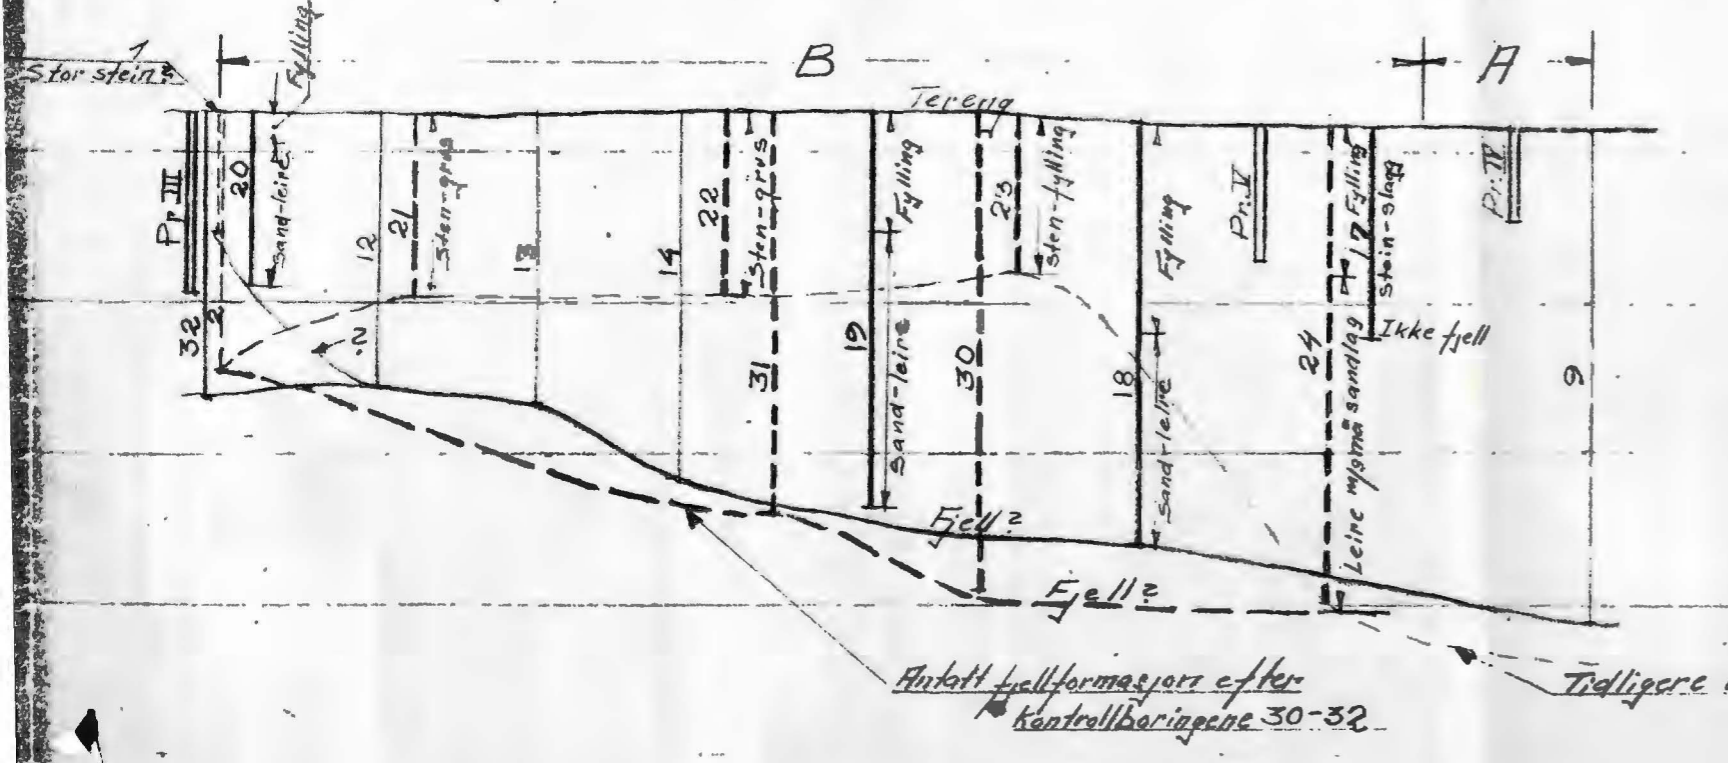 1
Stor stein?
Fylling
B
A
Tereng
Pr. III
32
2
20
Sand-leire
12
21
Sten-grus
13
14
22
Sten-grus
31
19
Fylling
Sand-leire
30
23
Sten-fylling
18
Fylling
Sand-leire
Pr. V
24
17
Fylling
Stein-slagg
Leire m/små sandlag
Ikke fjell
Pr. IV
9
?
Fjell?
Fjell?
Antatt fjellformasjon efter
kontrollboringene 30-32
Tidligere